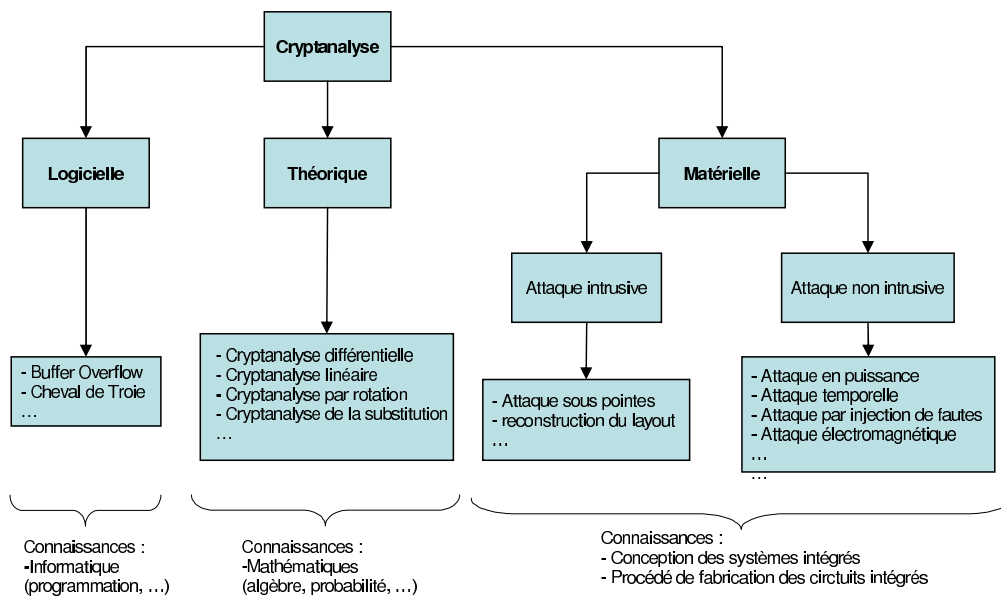 Cryptanalyse
Logicielle
Théorique
Matérielle
Attaque intrusive
Attaque non intrusive
- Buffer Overflow
- Cheval de Troie
…
- Cryptanalyse différentielle
- Cryptanalyse linéaire
- Cryptanalyse par rotation
- Cryptanalyse de la substitution
…
- Attaque sous pointes
- reconstruction du layout
…
- Attaque en puissance
- Attaque temporelle
- Attaque par injection de fautes
- Attaque électromagnétique
…
…
Connaissances :
-Informatique
(programmation, …)
Connaissances :
-Mathématiques
(algèbre, probabilité, …)
Connaissances :
- Conception des systèmes intégrés
- Procédé de fabrication des circtuits intégrés